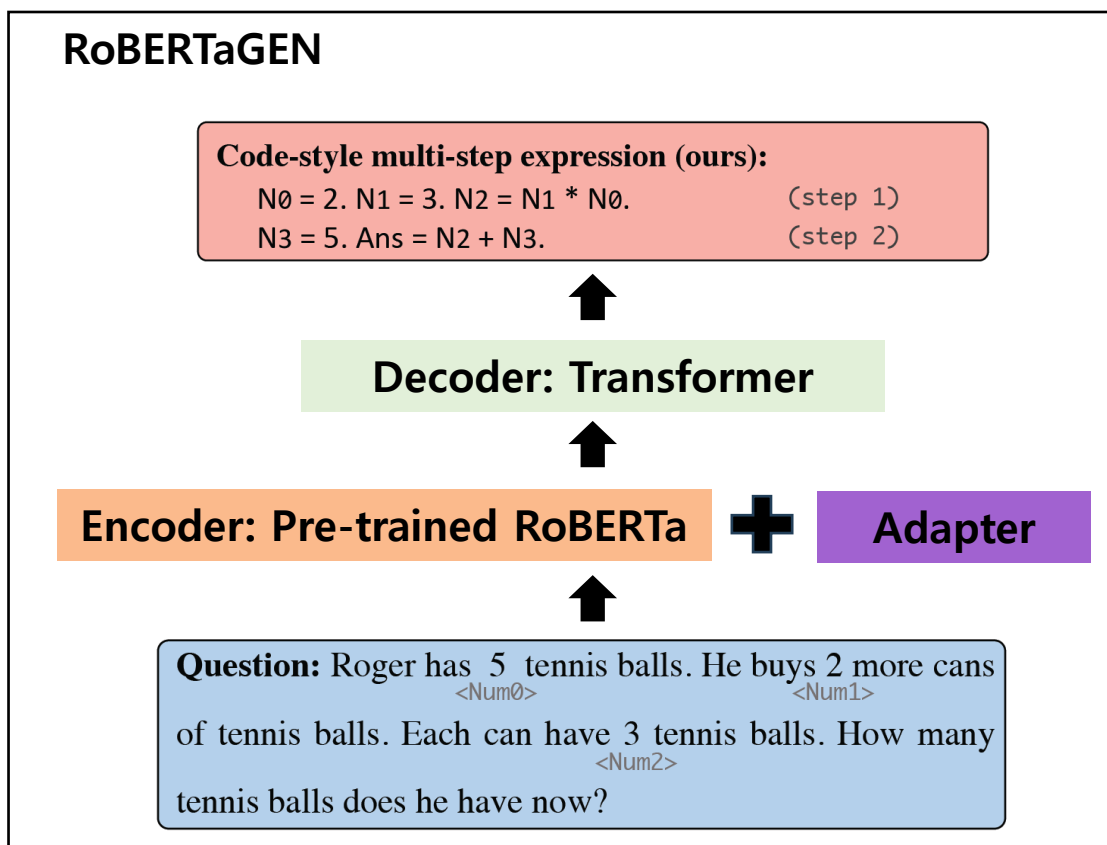 RoBERTaGEN
Code-style multi-step expression (ours):
N0 = 2. N1 = 3. N2 = N1 * N0. (step 1)
N3 = 5. Ans = N2 + N3. (step 2)
Decoder: Transformer
Encoder: Pre-trained RoBERTa
Adapter
Question: Roger has 5 tennis balls. He buys 2 more cans
<Num0> <Num1>
of tennis balls. Each can have 3 tennis balls. How many
<Num2>
tennis balls does he have now?